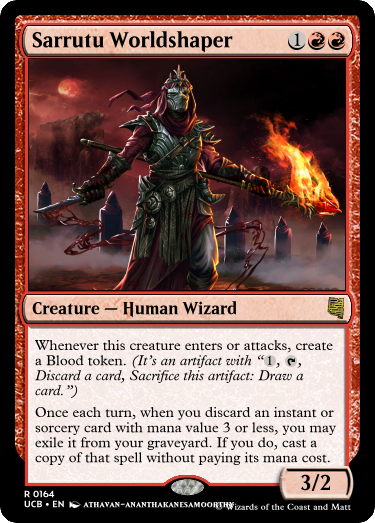 Sarrutu Worldshaper 1
Creature — Human Wizard
Whenever this creature enters or attacks, create
a Blood token. (It's an artifact with “1, ,
Discard a card, Sacrifice this artifact: Draw a
card.”)
Once each turn, when you discard an instant or
sorcery card with mana value 3 or less, you may
exile it from your graveyard. If you do, cast a
copy of that spell without paying its mana cost.
3/2
R 0164
UCB • EN ATHAVAN-ANANTHAKANESAMOORTHY
Wizards of the Coast and Matt